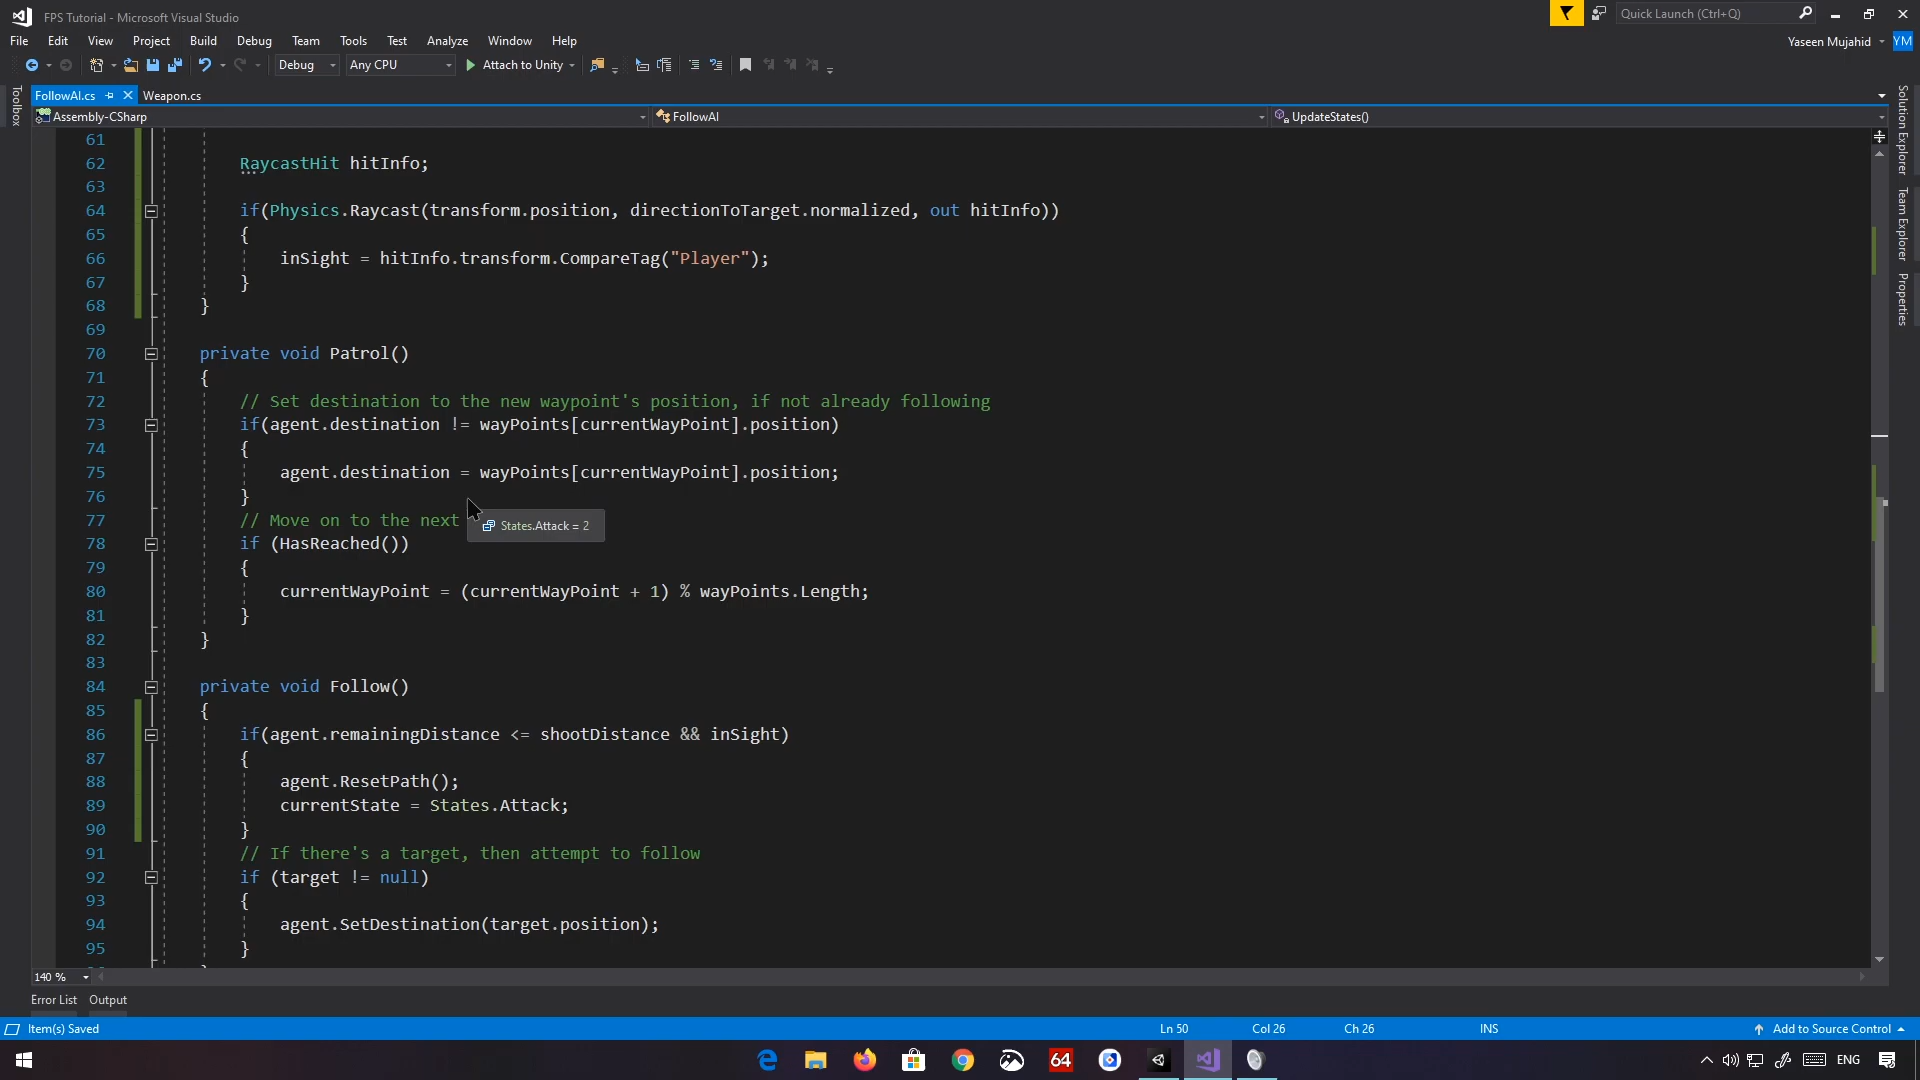 FPS Tutorial - Microsoft Visual Studio
Quick Launch (Ctrl+Q)
File Edit View Project Build Debug Team Tools Test Analyze Window Help
Yaseen Mujahid YM
Debug Any CPU Attach to Unity
Toolbox
FollowAI.cs Weapon.cs
Assembly-CSharp FollowAI UpdateStates()
Solution Explorer
Team Explorer
Properties
61
62 RaycastHit hitInfo;
63
64 if(Physics.Raycast(transform.position, directionToTarget.normalized, out hitInfo))
65 {
66 inSight = hitInfo.transform.CompareTag("Player");
67 }
68 }
69
70 private void Patrol()
71 {
72 // Set destination to the new waypoint's position, if not already following
73 if(agent.destination != wayPoints[currentWayPoint].position)
74 {
75 agent.destination = wayPoints[currentWayPoint].position;
76 }
77 // Move on to the next
States.Attack = 2
78 if (HasReached())
79 {
80 currentWayPoint = (currentWayPoint + 1) % wayPoints.Length;
81 }
82 }
83
84 private void Follow()
85 {
86 if(agent.remainingDistance <= shootDistance && inSight)
87 {
88 agent.ResetPath();
89 currentState = States.Attack;
90 }
91 // If there's a target, then attempt to follow
92 if (target != null)
93 {
94 agent.SetDestination(target.position);
95 }
140 %
Error List Output
Item(s) Saved Ln 50 Col 26 Ch 26 INS Add to Source Control
64 ENG